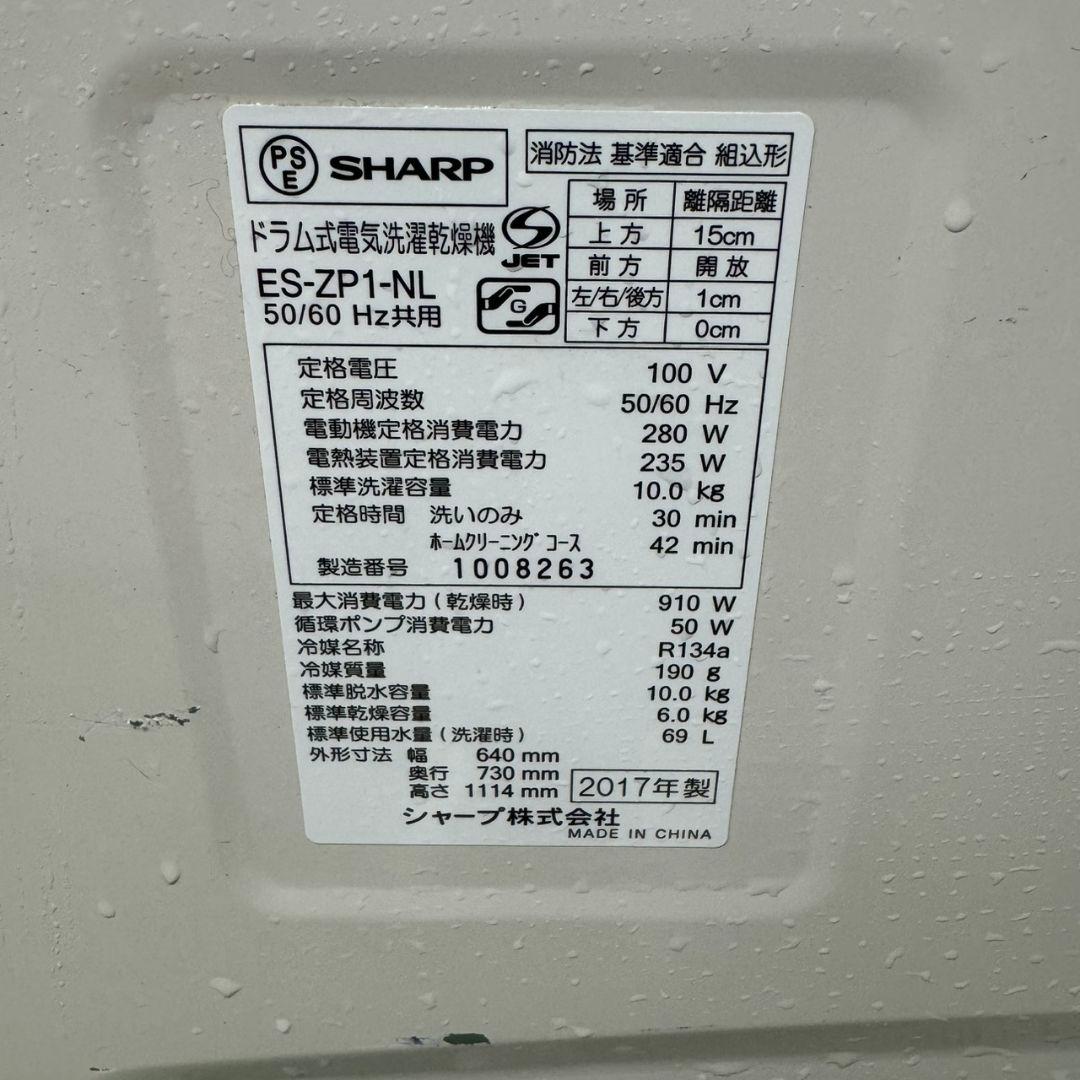 PSE SHARP
消防法 基準適合 組込形
ドラム式電気洗濯乾燥機
ES-ZP1-NL
50/60 Hz共用
S JET
G
場所 離隔距離
上方 15cm
前方 開放
左/右/後方 1cm
下方 0cm
定格電圧 100 V
定格周波数 50/60 Hz
電動機定格消費電力 280 W
電熱装置定格消費電力 235 W
標準洗濯容量 10.0 kg
定格時間 洗いのみ 30 min
ホームクリーニング コース 42 min
製造番号 1008263
最大消費電力(乾燥時) 910 W
循環ポンプ消費電力 50 W
冷媒名称 R134a
冷媒質量 190 g
標準脱水容量 10.0 kg
標準乾燥容量 6.0 kg
標準使用水量(洗濯時) 69 L
外形寸法 幅 640 mm
奥行 730 mm
高さ 1114 mm
2017年製
シャープ株式会社
MADE IN CHINA